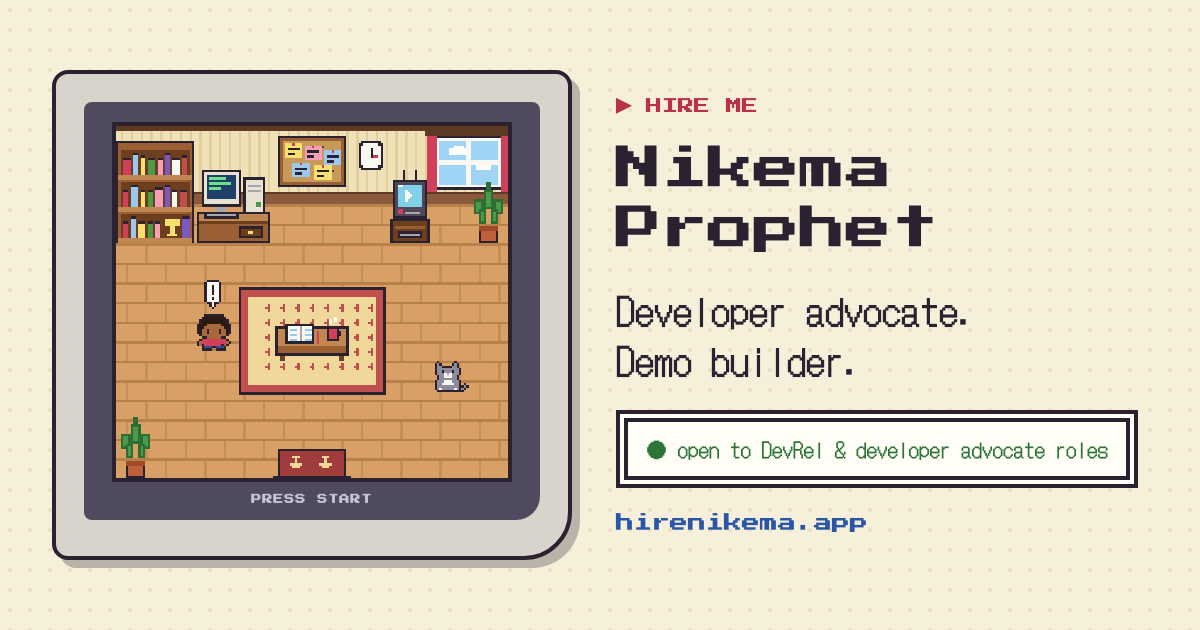 PRESS START
▶ HIRE ME
Nikema
Prophet
Developer advocate.
Demo builder.
open to DevRel & developer advocate roles
hirenikema.app
!